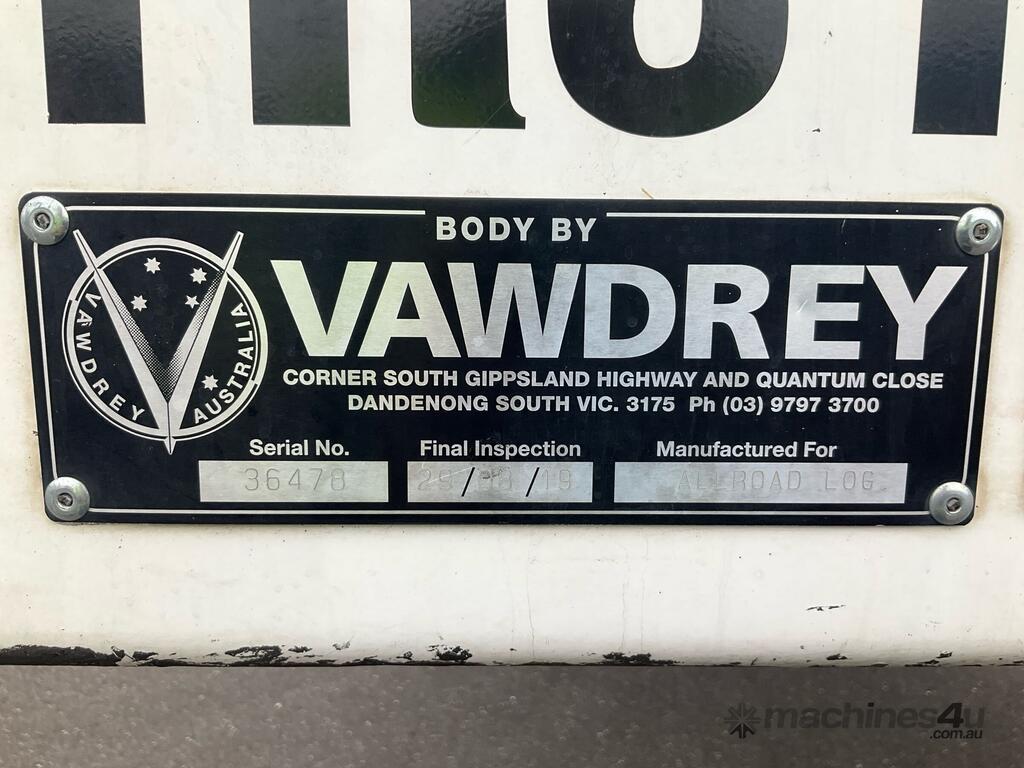 BODY BY
VAWDREY
VAWDREY AUSTRALIA
CORNER SOUTH GIPPSLAND HIGHWAY AND QUANTUM CLOSE
DANDENONG SOUTH VIC. 3175 Ph (03) 9797 3700
Serial No. Final Inspection Manufactured For
36478 ALLROAD LOG
machines4u
.com.au